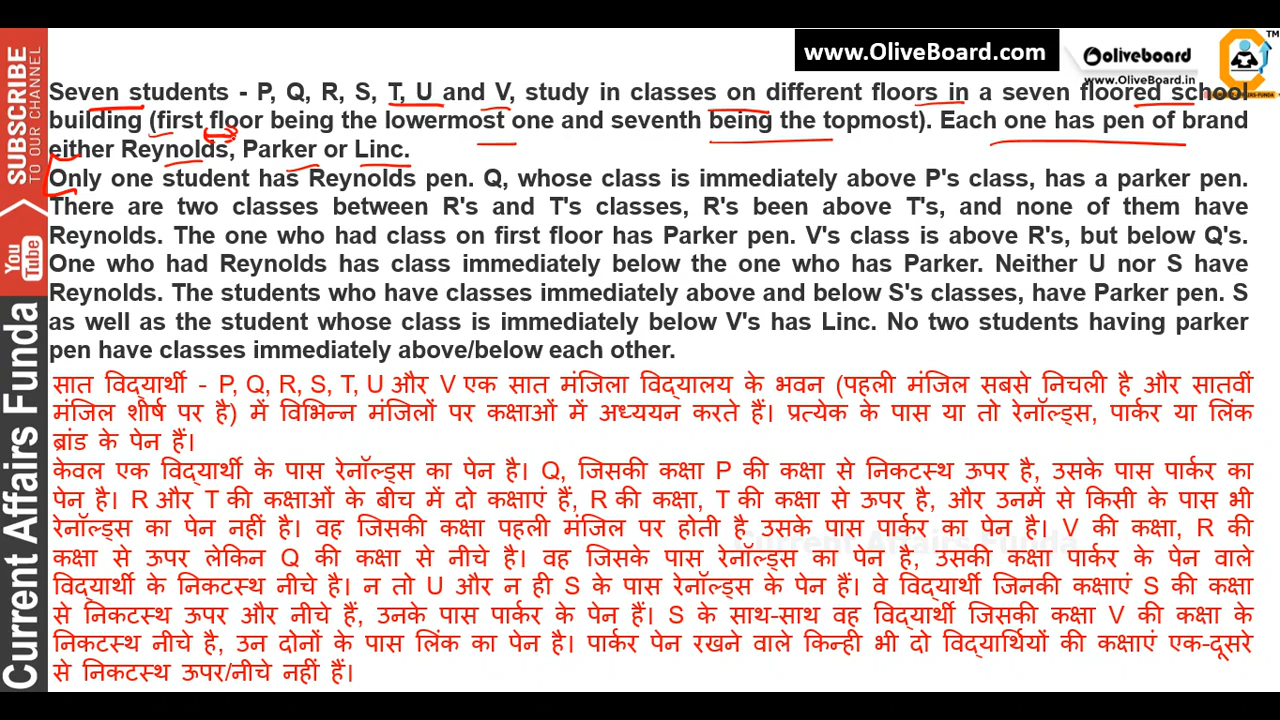 www.OliveBoard.com
oliveboard
www.OliveBoard.in
TM
SUBSCRIBE
TO OUR CHANNEL
You
Tube
Current Affairs Funda
Seven students - P, Q, R, S, T, U and V, study in classes on different floors in a seven floored school
building (first floor being the lowermost one and seventh being the topmost). Each one has pen of brand
either Reynolds, Parker or Linc.
Only one student has Reynolds pen. Q, whose class is immediately above P's class, has a parker pen.
There are two classes between R's and T's classes, R's been above T's, and none of them have
Reynolds. The one who had class on first floor has Parker pen. V's class is above R's, but below Q's.
One who had Reynolds has class immediately below the one who has Parker. Neither U nor S have
Reynolds. The students who have classes immediately above and below S's classes, have Parker pen. S
as well as the student whose class is immediately below V's has Linc. No two students having parker
pen have classes immediately above/below each other.
सात विद्यार्थी - P, Q, R, S, T, U और V एक सात मंजिला विद्यालय के भवन (पहली मंजिल सबसे निचली है और सातवीं
मंजिल शीर्ष पर है) में विभिन्न मंजिलों पर कक्षाओं में अध्ययन करते हैं। प्रत्येक के पास या तो रेनॉल्ड्स, पार्कर या लिंक
ब्रांड के पेन हैं।
केवल एक विद्यार्थी के पास रेनॉल्ड्स का पेन है। Q, जिसकी कक्षा P की कक्षा से निकटस्थ ऊपर है, उसके पास पार्कर का
पेन है। R और T की कक्षाओं के बीच में दो कक्षाएं हैं, R की कक्षा, T की कक्षा से ऊपर है, और उनमें से किसी के पास भी
रेनॉल्ड्स का पेन नहीं है। वह जिसकी कक्षा पहली मंजिल पर होती है उसके पास पार्कर का पेन है। V की कक्षा, R की
कक्षा से ऊपर लेकिन Q की कक्षा से नीचे है। वह जिसके पास रेनॉल्ड्स का पेन है, उसकी कक्षा पार्कर के पेन वाले
विद्यार्थी के निकटस्थ नीचे है। न तो U और न ही S के पास रेनॉल्ड्स के पेन हैं। वे विद्यार्थी जिनकी कक्षाएं S की कक्षा
से निकटस्थ ऊपर और नीचे हैं, उनके पास पार्कर के पेन हैं। S के साथ-साथ वह विद्यार्थी जिसकी कक्षा V की कक्षा के
निकटस्थ नीचे है, उन दोनों के पास लिंक का पेन है। पार्कर पेन रखने वाले किन्ही भी दो विद्यार्थियों की कक्षाएं एक-दूसरे
से निकटस्थ ऊपर/नीचे नहीं हैं।
Current Affairs Funda